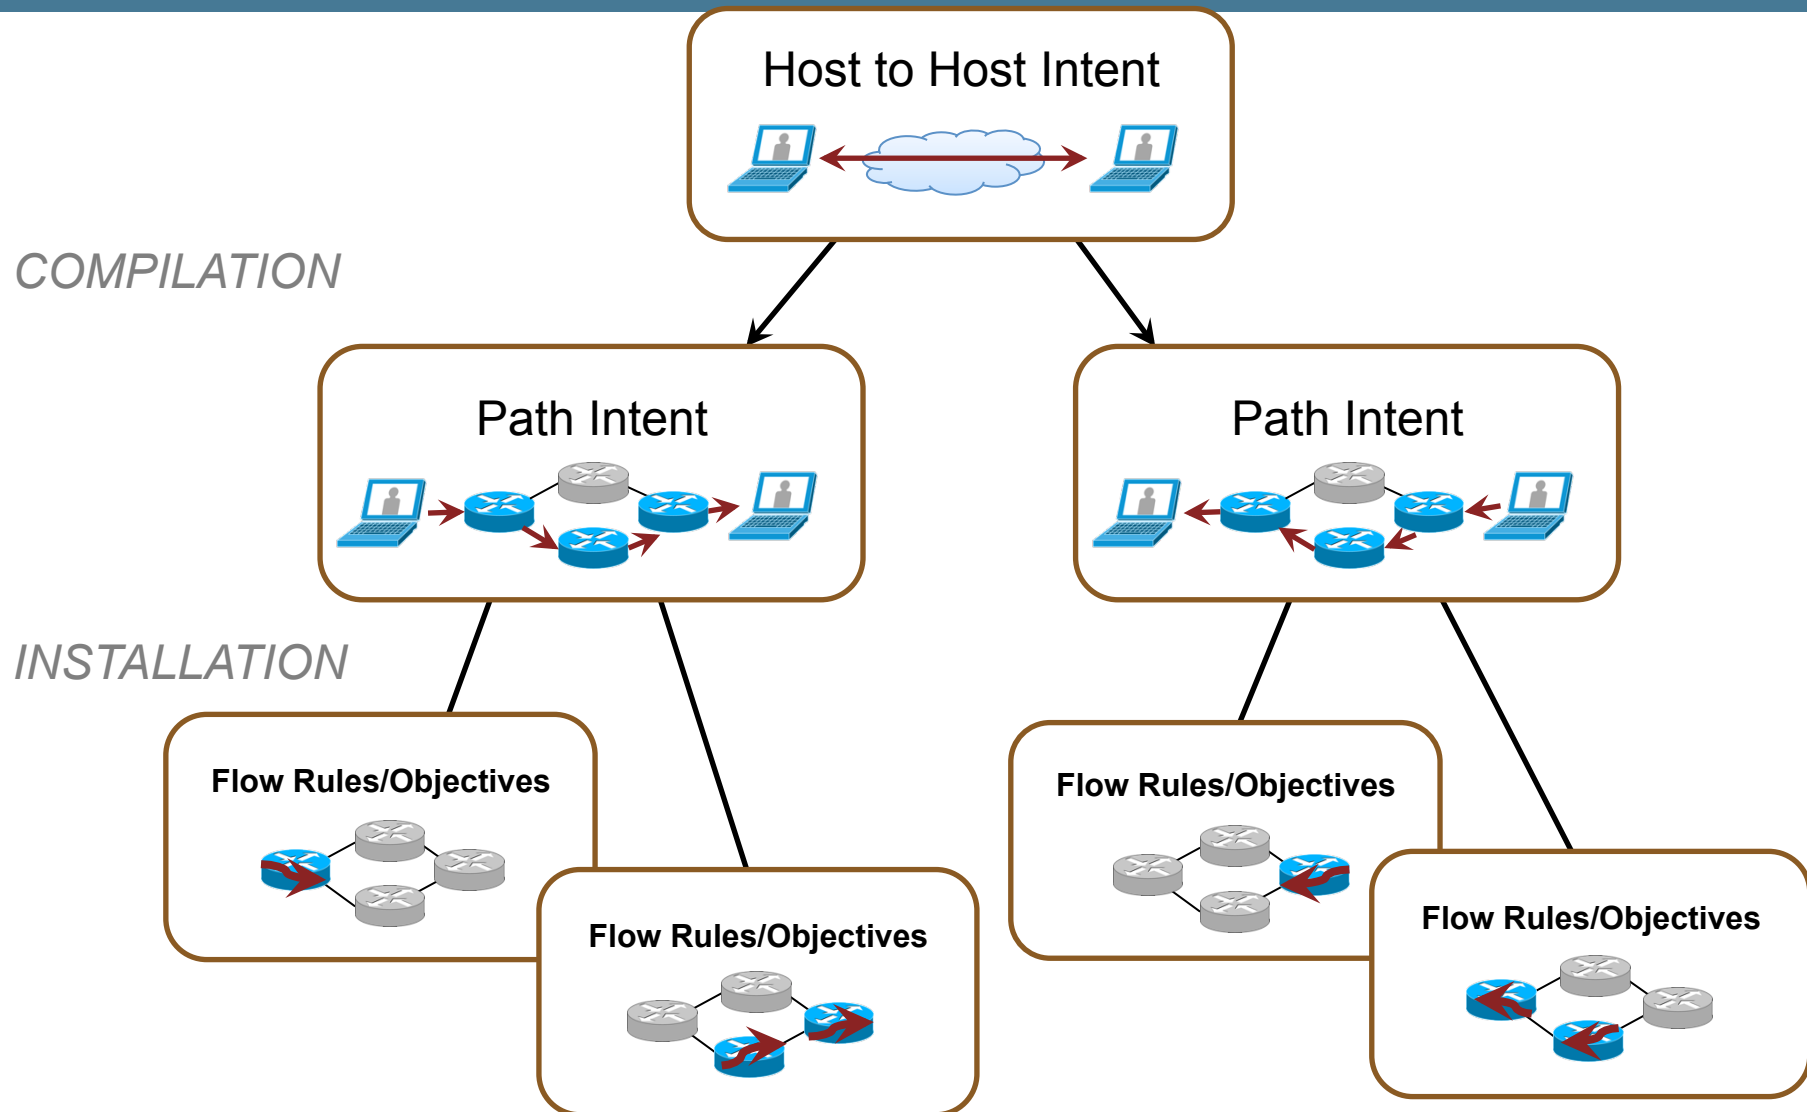 Host to Host Intent
COMPILATION
Path Intent
Path Intent
INSTALLATION
Flow Rules/Objectives
Flow Rules/Objectives
Flow Rules/Objectives
Flow Rules/Objectives